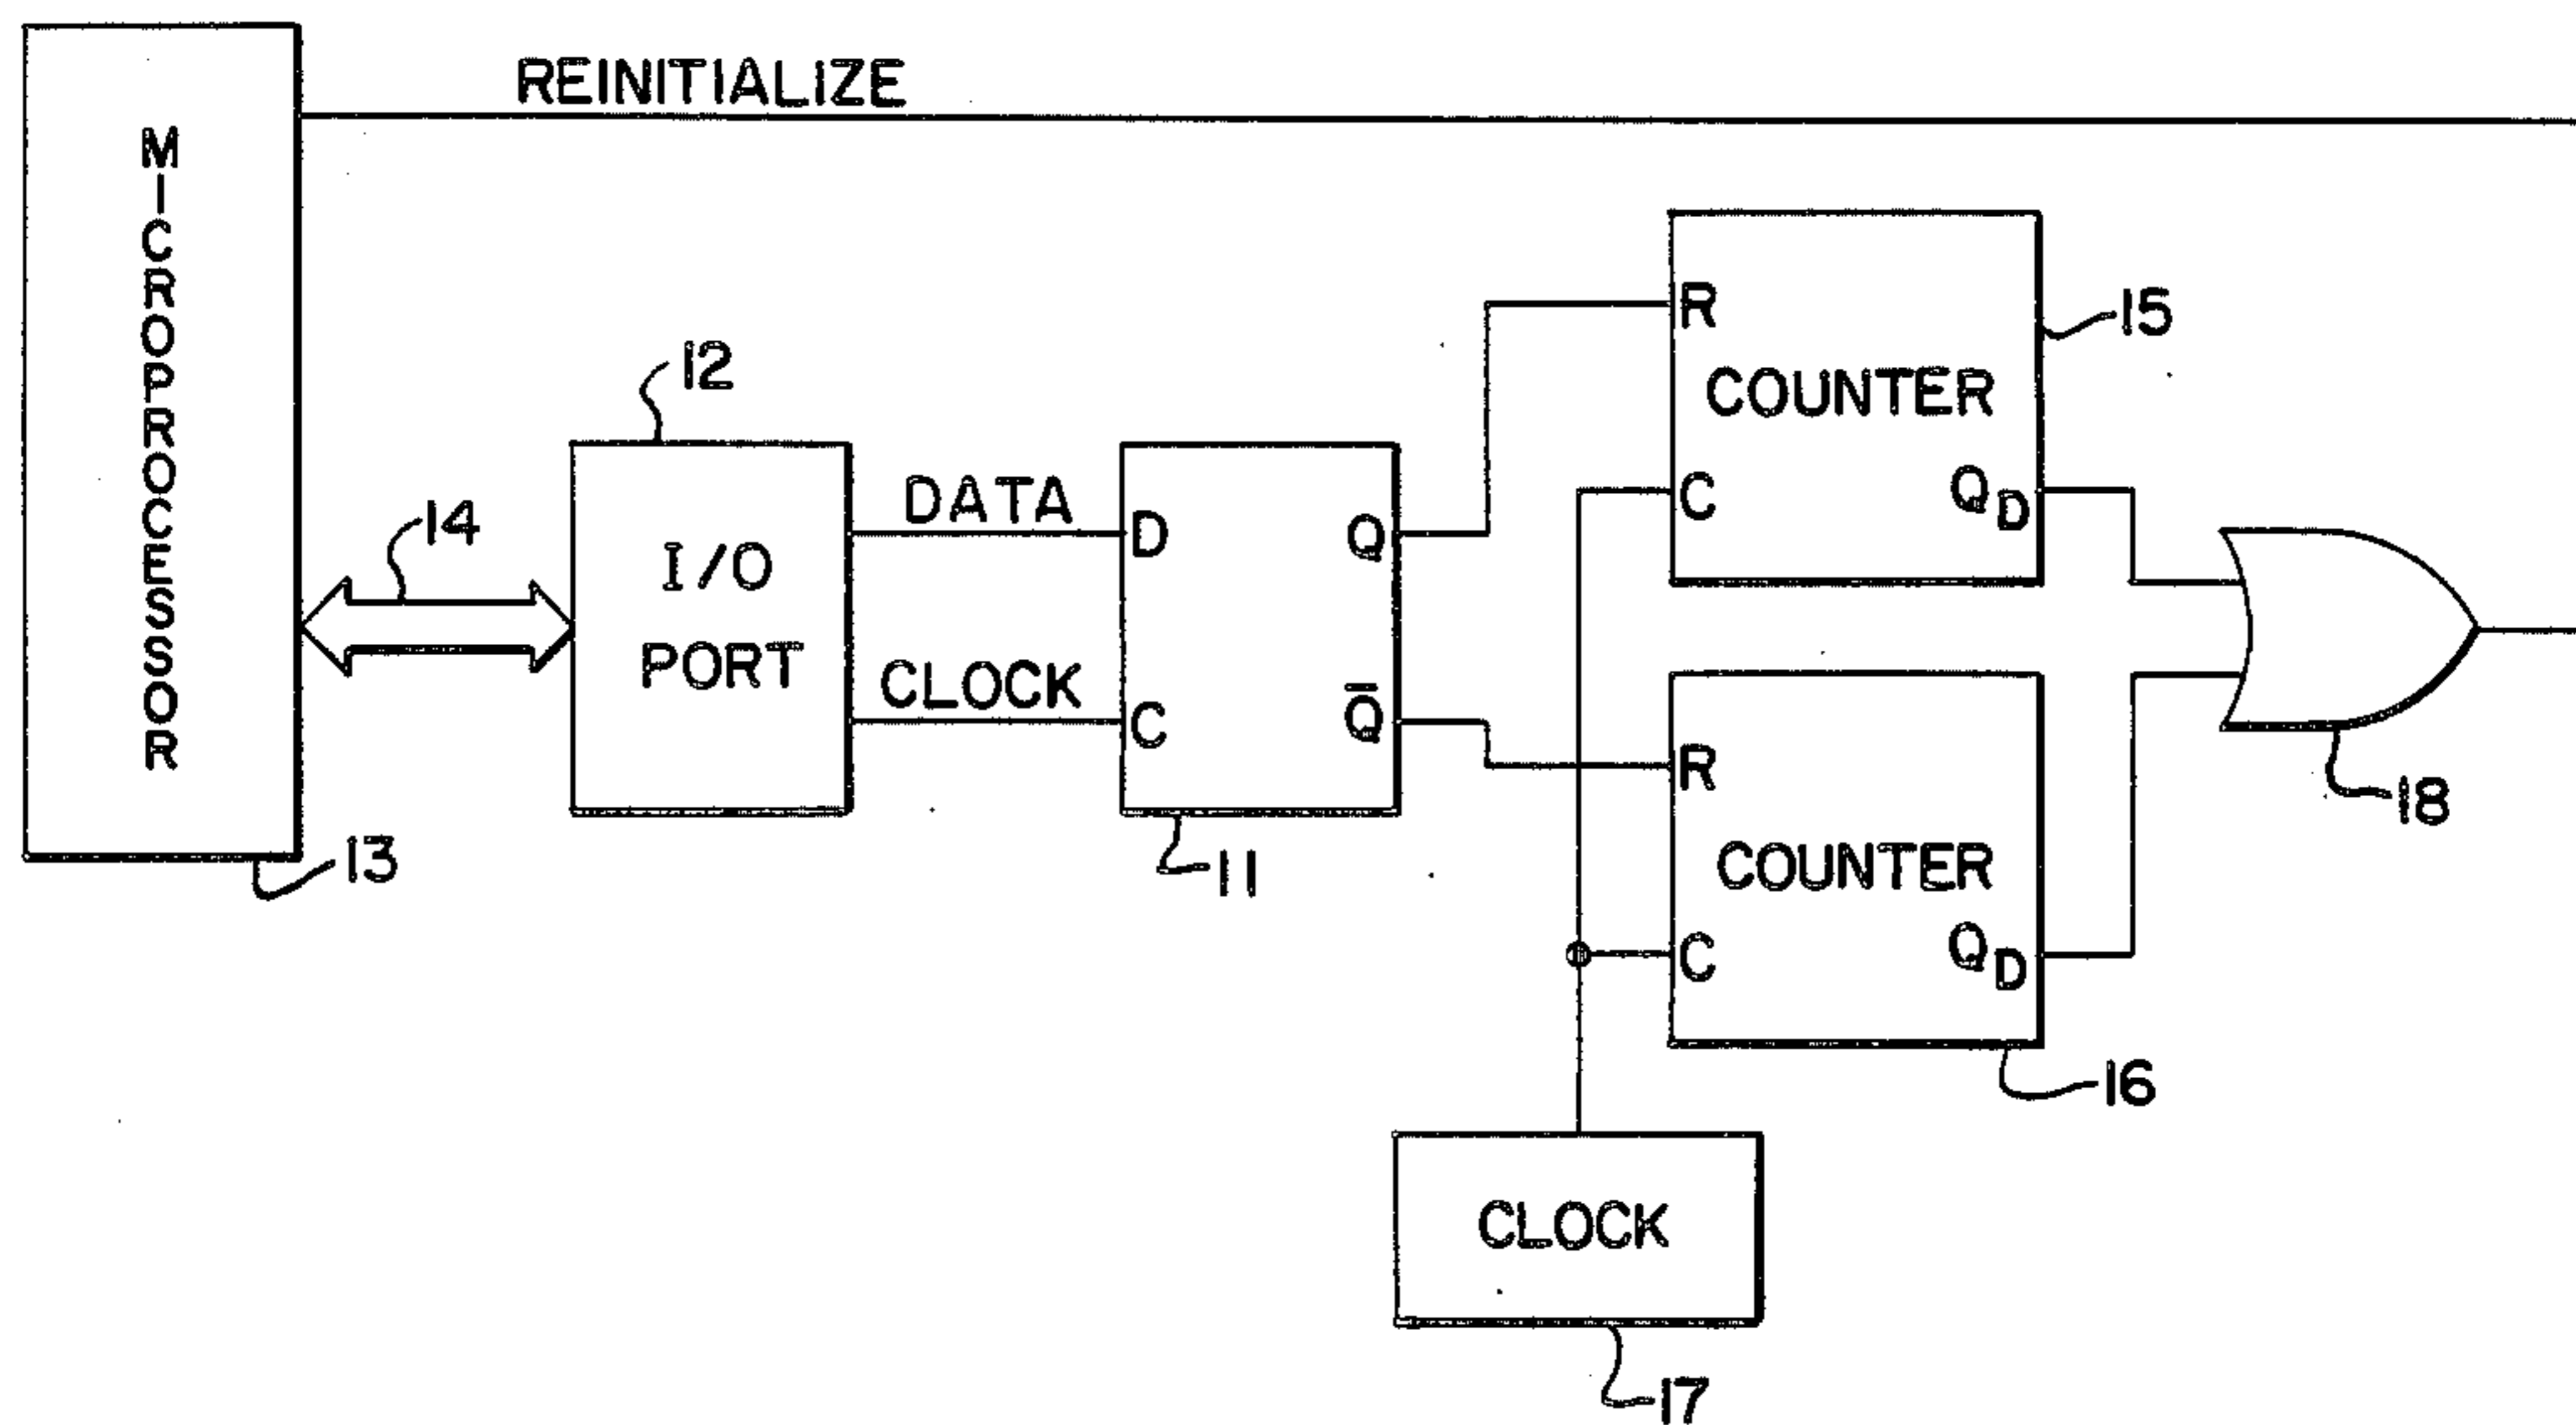 REINITIALIZE
MICROPROCESSOR
13
14
12
I/O
PORT
DATA
CLOCK
D
C
Q
Q̅
11
R
COUNTER
C
QD
15
R
COUNTER
C
QD
16
18
CLOCK
17